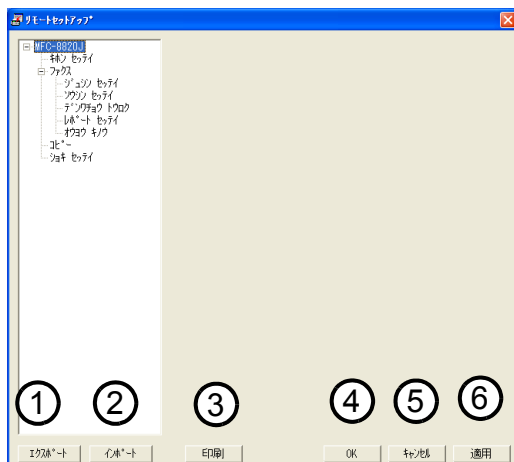 ﾘﾓｰﾄｾｯﾄｱｯﾌﾟ
MFC-8820J
ｷﾎﾝ ｾｯﾃｲ
ﾌｧｸｽ
ｼﾞｭｼﾝ ｾｯﾃｲ
ｿｳｼﾝ ｾｯﾃｲ
ﾃﾞﾝﾜﾁｮｳ ﾄｳﾛｸ
ﾚﾎﾟｰﾄ ｾｯﾃｲ
ｵｳﾖｳ ｷﾉｳ
ｺﾋﾟｰ
ｼｮｷ ｾｯﾃｲ
① ② ③ ④ ⑤ ⑥
ｴｸｽﾎﾟｰﾄ ｲﾝﾎﾟｰﾄ 印刷 OK ｷｬﾝｾﾙ 適用